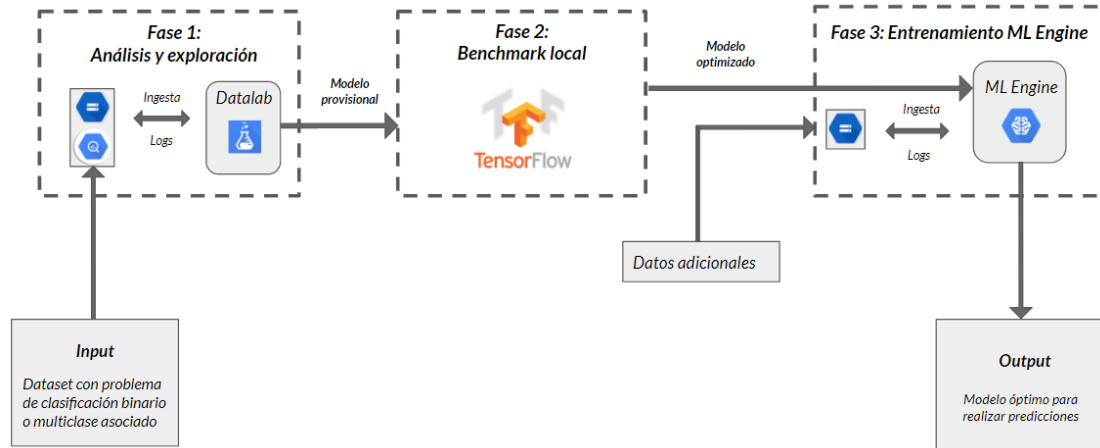 Fase 1:
Análisis y exploración
Ingesta
Logs
Datalab
Modelo
provisional
Fase 2:
Benchmark local
TensorFlow
Modelo
optimizado
Fase 3: Entrenamiento ML Engine
Ingesta
Logs
ML Engine
Datos adicionales
Input
Dataset con problema
de clasificación binario
o multiclase asociado
Output
Modelo óptimo para
realizar predicciones